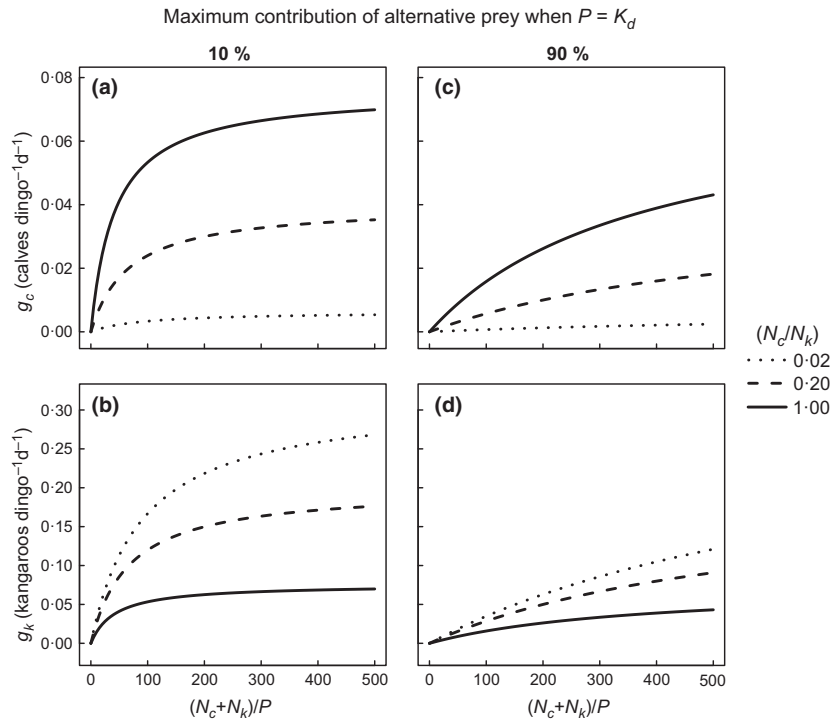 Maximum contribution of alternative prey when P = K_d
10 %
90 %
(a)
0·08
0·06
0·04
0·02
0·00
g_c (calves dingo⁻¹d⁻¹)
(c)
(b)
0·30
0·25
0·20
0·15
0·10
0·05
0·00
g_k (kangaroos dingo⁻¹d⁻¹)
0 100 200 300 400 500
(N_c+N_k)/P
(d)
0 100 200 300 400 500
(N_c+N_k)/P
(N_c/N_k)
0·02
0·20
1·00